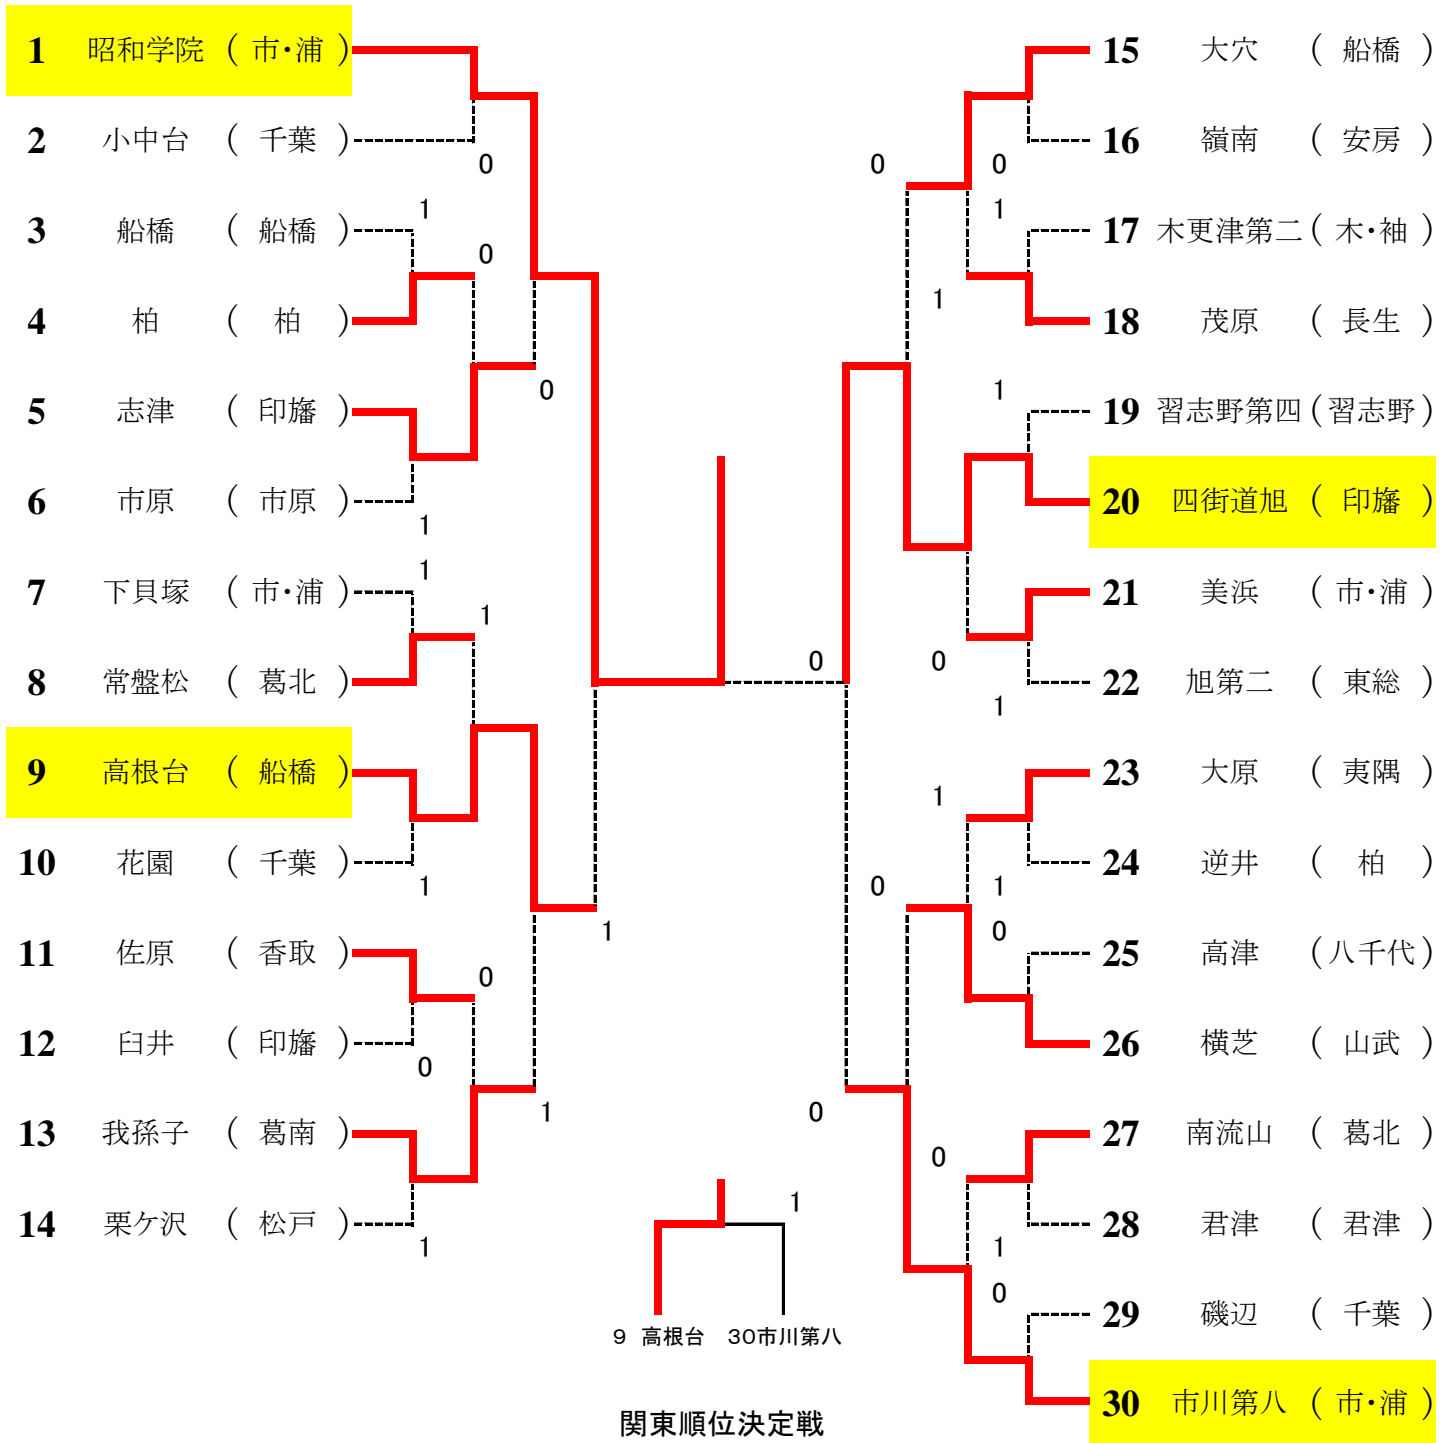 1 昭和学院 ( 市・浦 )
2 小中台 ( 千葉 )
0
3 船橋 ( 船橋 )
1
0
4 柏 ( 柏 )
5 志津 ( 印旛 )
0
6 市原 ( 市原 )
1
7 下貝塚 ( 市・浦 )
1
1
8 常盤松 ( 葛北 )
9 高根台 ( 船橋 )
10 花園 ( 千葉 )
1
11 佐原 ( 香取 )
1
0
12 臼井 ( 印旛 )
0
13 我孫子 ( 葛南 )
1
14 栗ケ沢 ( 松戸 )
1
15 大穴 ( 船橋 )
16 嶺南 ( 安房 )
0
0
17 木更津第二 ( 木・袖 )
1
1
18 茂原 ( 長生 )
19 習志野第四 ( 習志野 )
1
20 四街道旭 ( 印旛 )
21 美浜 ( 市・浦 )
0
0
22 旭第二 ( 東総 )
1
23 大原 ( 夷隅 )
1
24 逆井 ( 柏 )
0
1
25 高津 ( 八千代 )
0
26 横芝 ( 山武 )
0
27 南流山 ( 葛北 )
0
28 君津 ( 君津 )
1
29 磯辺 ( 千葉 )
0
30 市川第八 ( 市・浦 )
1
9 高根台 30市川第八
関東順位決定戦